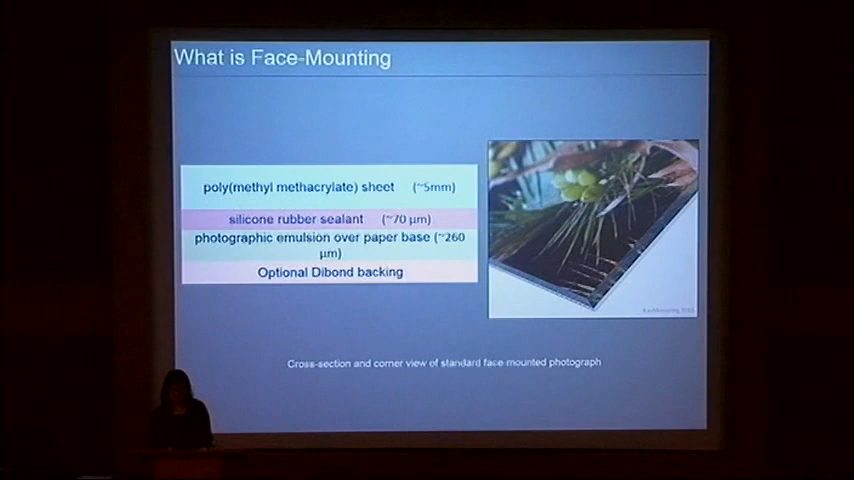 What is Face-Mounting
poly(methyl methacrylate) sheet (~5mm)
silicone rubber sealant (~70 µm)
photographic emulsion over paper base (~260
µm)
Optional Dibond backing
Cross-section and corner view of standard face mounted photograph